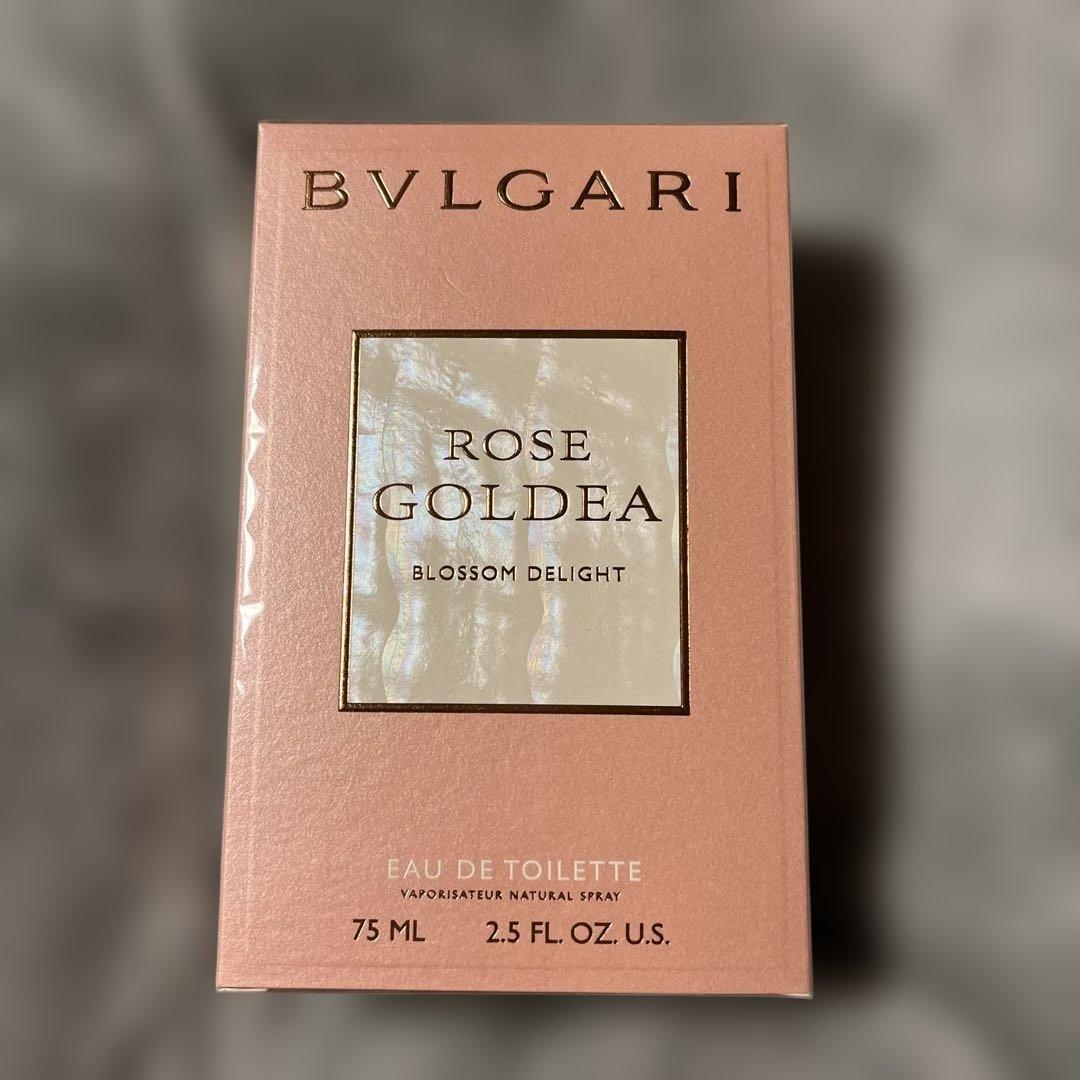 BVLGARI
ROSE
GOLDEA
BLOSSOM DELIGHT
EAU DE TOILETTE
VAPORISATEUR NATURAL SPRAY
75 ML 2.5 FL. OZ. U.S.